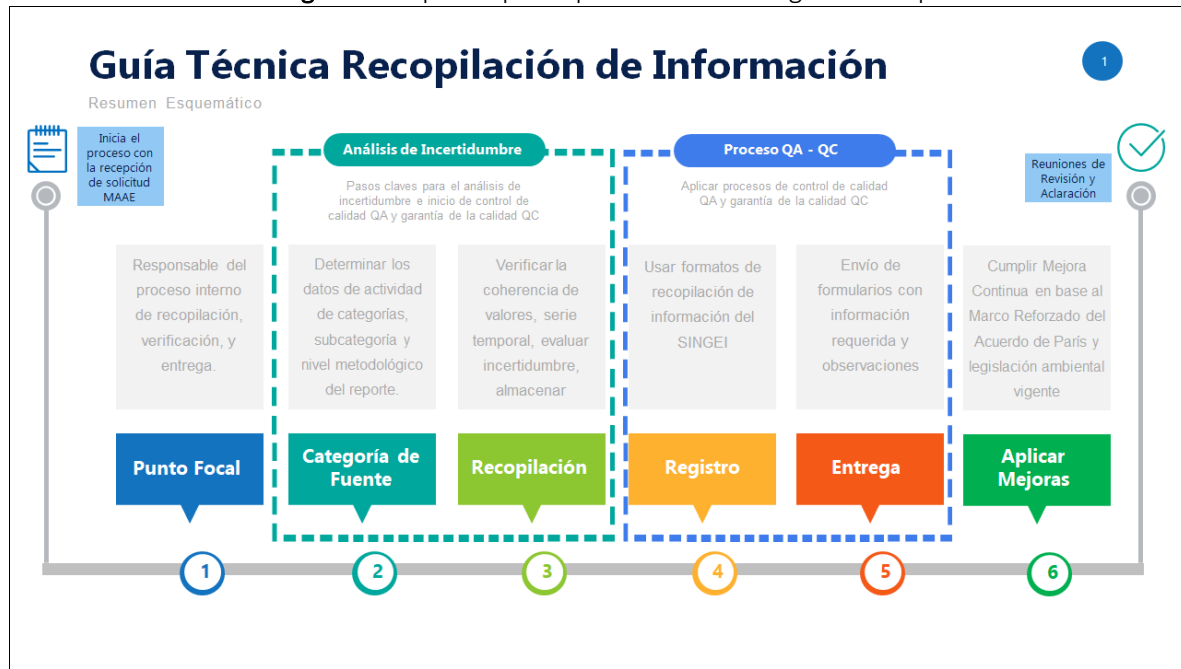 Guía Técnica Recopilación de Información
1
Resumen Esquemático
Inicia el
proceso con
la recepción
de solicitud
MAAE
Análisis de Incertidumbre
Pasos claves para el análisis de
incertidumbre e inicio de control de
calidad QA y garantía de la calidad QC
Proceso QA - QC
Aplicar procesos de control de calidad
QA y garantía de la calidad QC
Reuniones de
Revisión y
Aclaración
Responsable del
proceso interno
de recopilación,
verificación, y
entrega.
Determinar los
datos de actividad
de categorías,
subcategoría y
nivel metodológico
del reporte.
Verificar la
coherencia de
valores, serie
temporal, evaluar
incertidumbre,
almacenar
Usar formatos de
recopilación de
información del
SINGEI
Envío de
formularios con
información
requerida y
observaciones
Cumplir Mejora
Continua en base al
Marco Reforzado del
Acuerdo de París y
legislación ambiental
vigente
Punto Focal
Categoría de
Fuente
Recopilación
Registro
Entrega
Aplicar
Mejoras
1
2
3
4
5
6